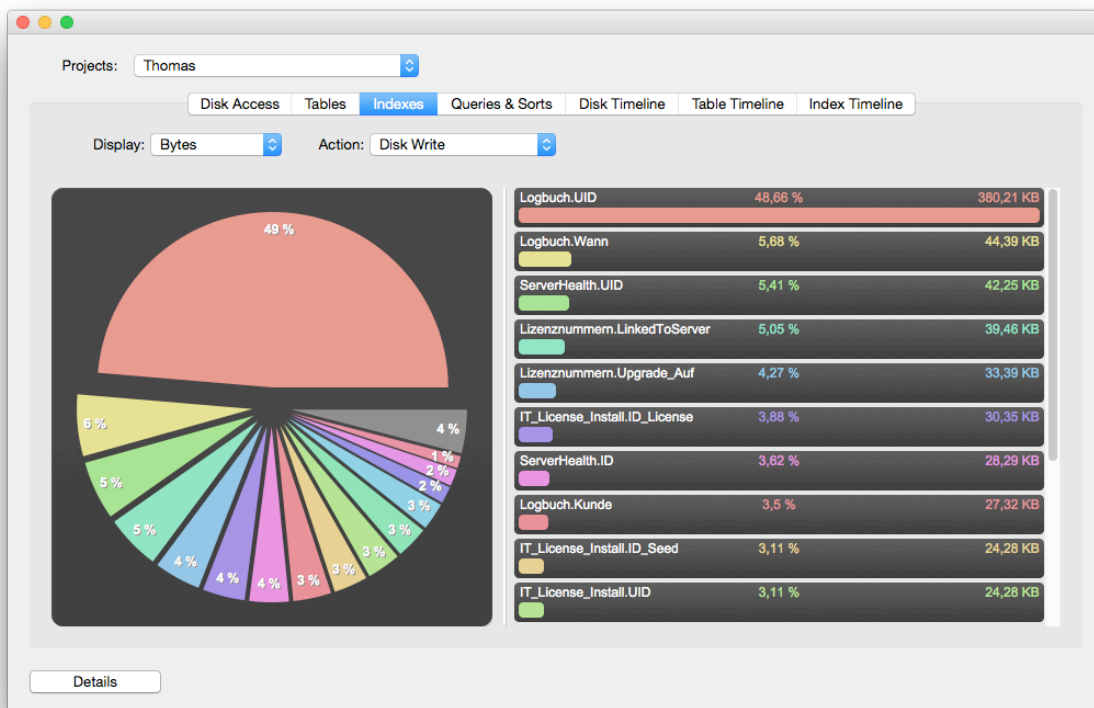 Projects: Thomas
Disk Access Tables Indexes Queries & Sorts Disk Timeline Table Timeline Index Timeline
Display: Bytes Action: Disk Write
49 %
6 %
5 %
5 %
4 %
4 %
4 %
3 %
3 %
3 %
3 %
3 %
2 %
2 %
1 %
4 %
Logbuch.UID 48,66 % 380,21 KB
Logbuch.Wann 5,68 % 44,39 KB
ServerHealth.UID 5,41 % 42,25 KB
Lizenznummern.LinkedToServer 5,05 % 39,46 KB
Lizenznummern.Upgrade_Auf 4,27 % 33,39 KB
IT_License_Install.ID_License 3,88 % 30,35 KB
ServerHealth.ID 3,62 % 28,29 KB
Logbuch.Kunde 3,5 % 27,32 KB
IT_License_Install.ID_Seed 3,11 % 24,28 KB
IT_License_Install.UID 3,11 % 24,28 KB
Details